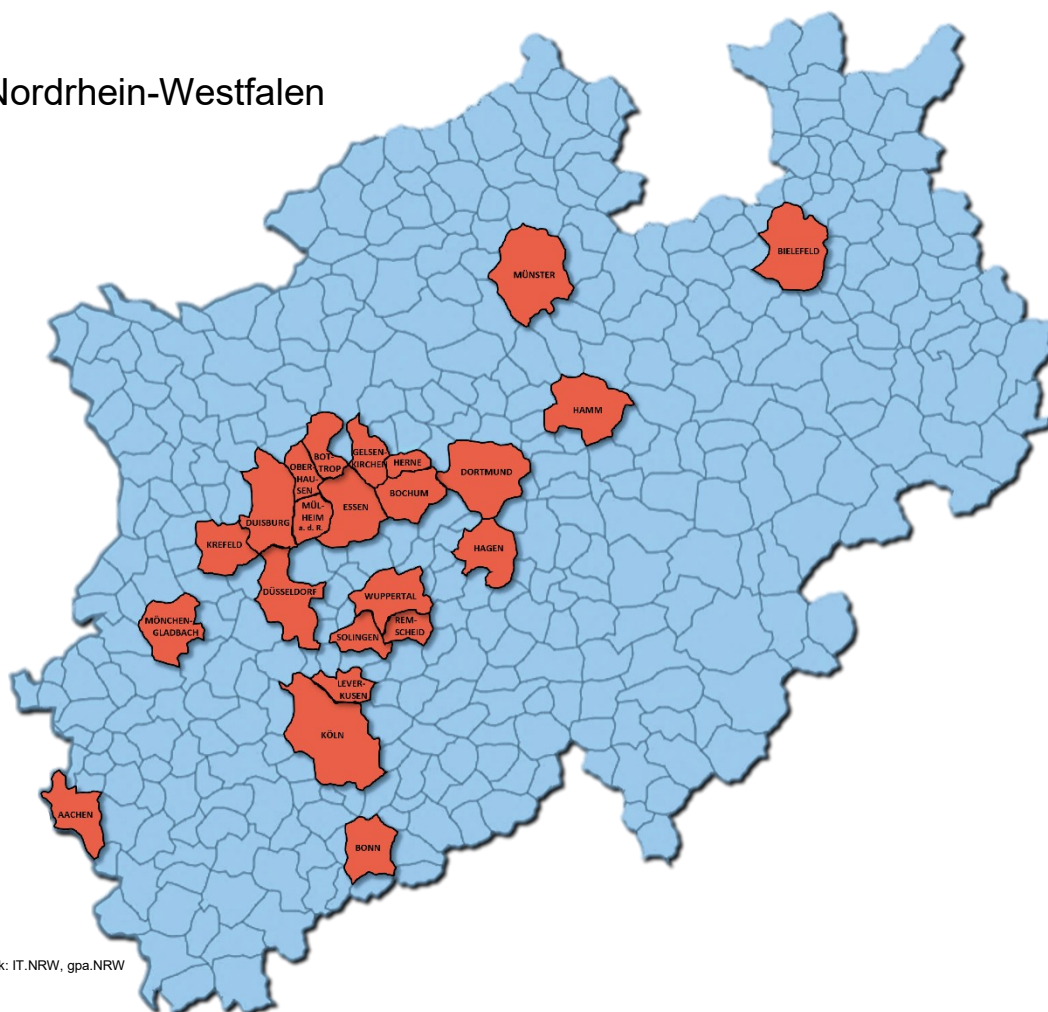 Nordrhein-Westfalen
BIELEFELD
MÜNSTER
HAMM
BOT-
TROP
GELSEN-
KIRCHEN
HERNE
DORTMUND
OBER
HAU-
SEN
BOCHUM
MÜL-
HEIM
a. d. R.
ESSEN
DUISBURG
KREFELD
HAGEN
DÜSSELDORF
WUPPERTAL
MÖNCHEN-
GLADBACH
REM-
SCHEID
SOLINGEN
LEVER-
KUSEN
KÖLN
AACHEN
BONN
k: IT.NRW, gpa.NRW